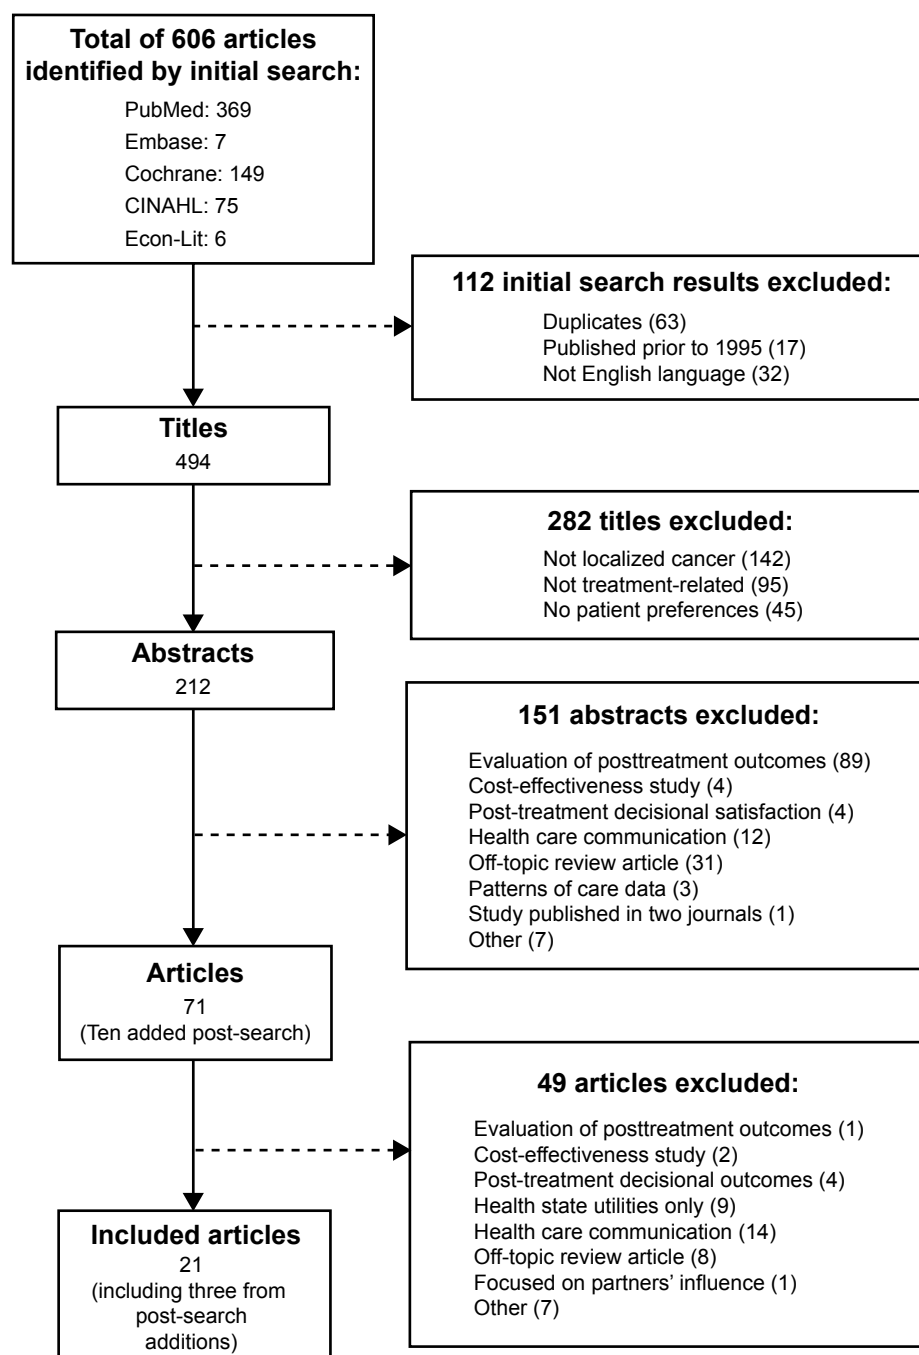 Total of 606 articles
identified by initial search:
PubMed: 369
Embase: 7
Cochrane: 149
CINAHL: 75
Econ-Lit: 6
112 initial search results excluded:
Duplicates (63)
Published prior to 1995 (17)
Not English language (32)
Titles
494
282 titles excluded:
Not localized cancer (142)
Not treatment-related (95)
No patient preferences (45)
Abstracts
212
151 abstracts excluded:
Evaluation of posttreatment outcomes (89)
Cost-effectiveness study (4)
Post-treatment decisional satisfaction (4)
Health care communication (12)
Off-topic review article (31)
Patterns of care data (3)
Study published in two journals (1)
Other (7)
Articles
71
(Ten added post-search)
49 articles excluded:
Evaluation of posttreatment outcomes (1)
Cost-effectiveness study (2)
Post-treatment decisional outcomes (4)
Health state utilities only (9)
Health care communication (14)
Off-topic review article (8)
Focused on partners' influence (1)
Other (7)
Included articles
21
(including three from
post-search
additions)